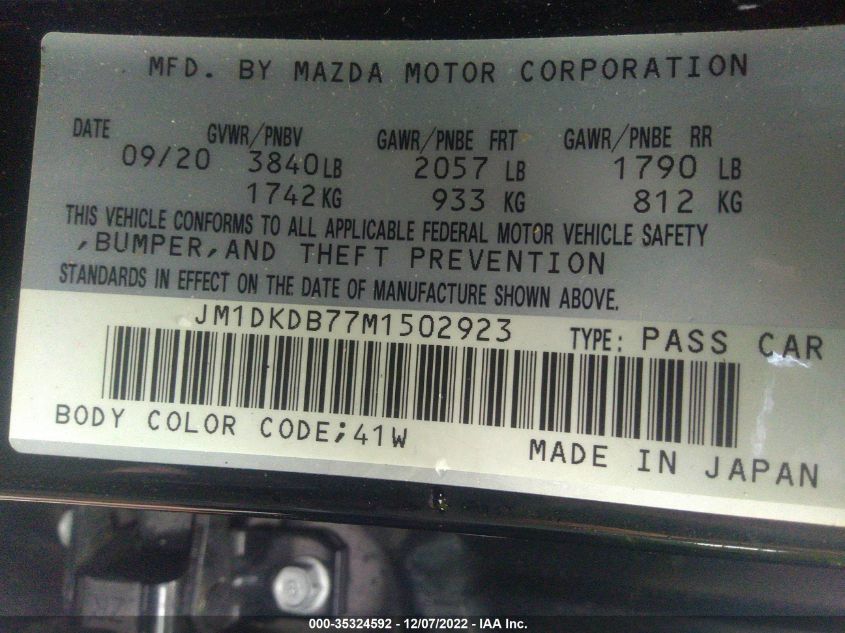 MFD. BY MAZDA MOTOR CORPORATION
DATE GVWR/PNBV GAWR/PNBE FRT GAWR/PNBE RR
09/20 3840LB 2057 LB 1790 LB
1742KG 933 KG 812 KG
THIS VEHICLE CONFORMS TO ALL APPLICABLE FEDERAL MOTOR VEHICLE SAFETY
,BUMPER,AND THEFT PREVENTION
STANDARDS IN EFFECT ON THE DATE OF MANUFACTURE SHOWN ABOVE.
JM1DKDB77M1502923 TYPE: PASS CAR
BODY COLOR CODE;41W MADE IN JAPAN
000-35324592 - 12/07/2022 - IAA Inc.